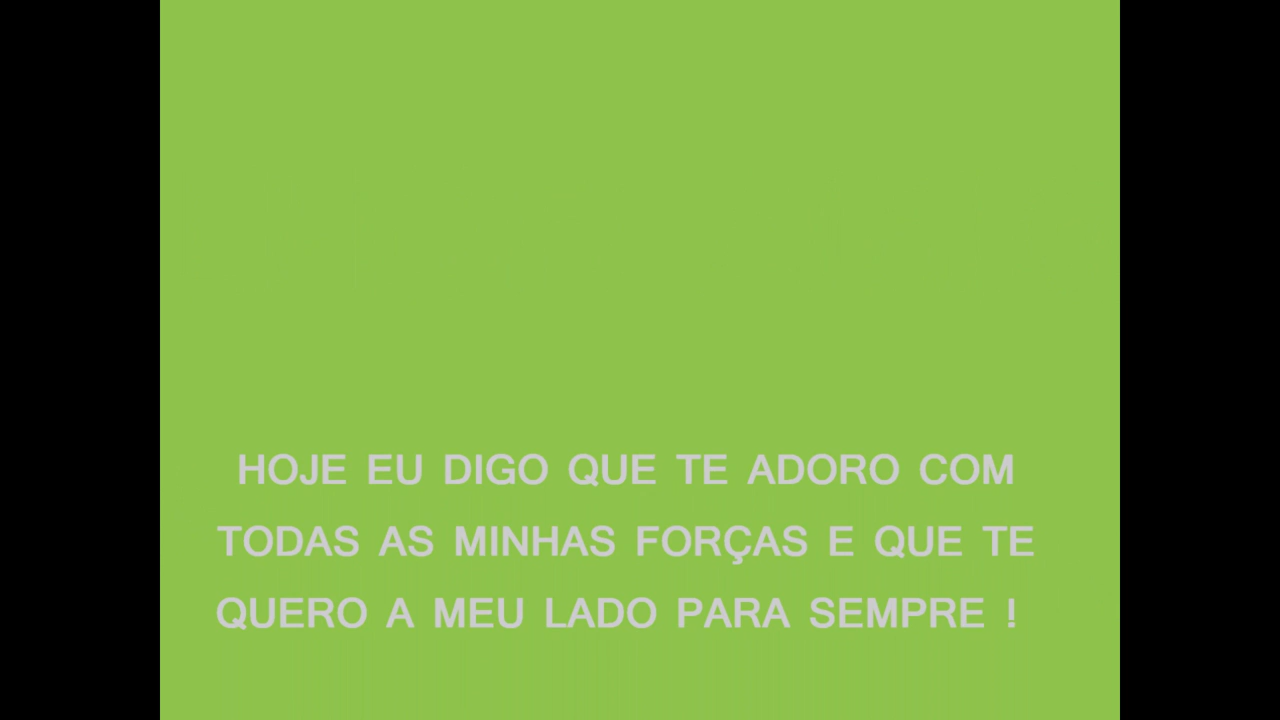 HOJE EU DIGO QUE TE ADORO COM
TODAS AS MINHAS FORÇAS E QUE TE
QUERO A MEU LADO PARA SEMPRE !